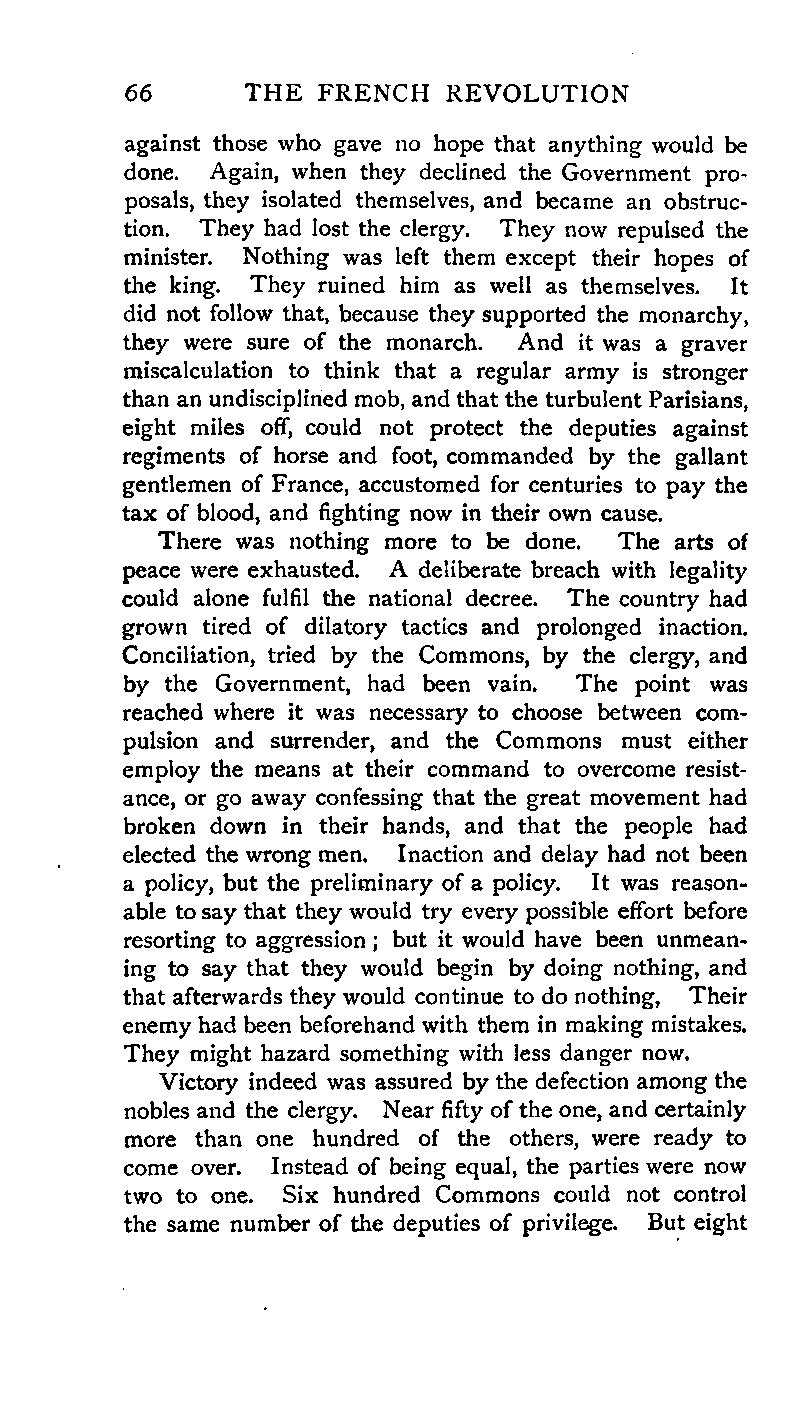 66 THE FRENCH REVOLUTION
against those who gave no hope that anything would be
done. Again, when they declined the Government pro-
posals, they isolated themselves, and became an obstruc-
tion. They had lost the clergy. They now repulsed the
minister. Nothing was left them except their hopes of
the king. They ruined him as well as themselves. It
did not follow that, because they supported the monarchy,
they were sure of the monarch. And it was a graver
miscalculation to think that a regular army is stronger
than an undisciplined mob, and that the turbulent Parisians,
eight miles off, could not protect the deputies against
regiments of horse and foot, commanded by the gallant
gentlemen of France, accustomed for centuries to pay the
tax of blood, and fighting now in their own cause.
There was nothing more to be done. The arts of
peace were exhausted. A deliberate breach with legality
could alone fulfil the national decree. The country had
grown tired of dilatory tactics and prolonged inaction.
Conciliation, tried by the Commons, by the clergy, and
by the Government, had been vain. The point was
reached where it was necessary to choose between com-
pulsion and surrender, and the Commons must either
employ the means at their command to overcome resist-
ance, or go away confessing that the great movement had
broken down in their hands, and that the people had
elected the wrong men. Inaction and delay had not been
a policy, but the preliminary of a policy. It was reason-
able to say that they would try every possible effort before
resorting to aggression ; but it would have been unmean-
ing to say that they would begin by doing nothing, and
that afterwards they would continue to do nothing, Their
enemy had been beforehand with them in making mistakes.
They might hazard something with less danger now.
Victory indeed was assured by the defection among the
nobles and the clergy. Near fifty of the one, and certainly
more than one hundred of the others, were ready to
come over. Instead of being equal, the parties were now
two to one. Six hundred Commons could not control
the same number of the deputies of privilege. But eight